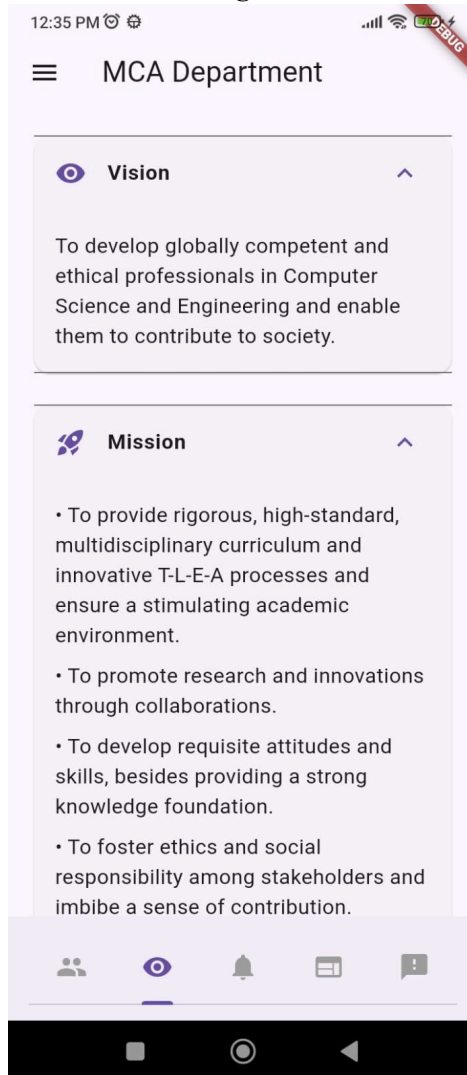 12:35 PM
DEBUG
MCA Department
Vision
To develop globally competent and
ethical professionals in Computer
Science and Engineering and enable
them to contribute to society.
Mission
• To provide rigorous, high-standard,
multidisciplinary curriculum and
innovative T-L-E-A processes and
ensure a stimulating academic
environment.
• To promote research and innovations
through collaborations.
• To develop requisite attitudes and
skills, besides providing a strong
knowledge foundation.
• To foster ethics and social
responsibility among stakeholders and
imbibe a sense of contribution.